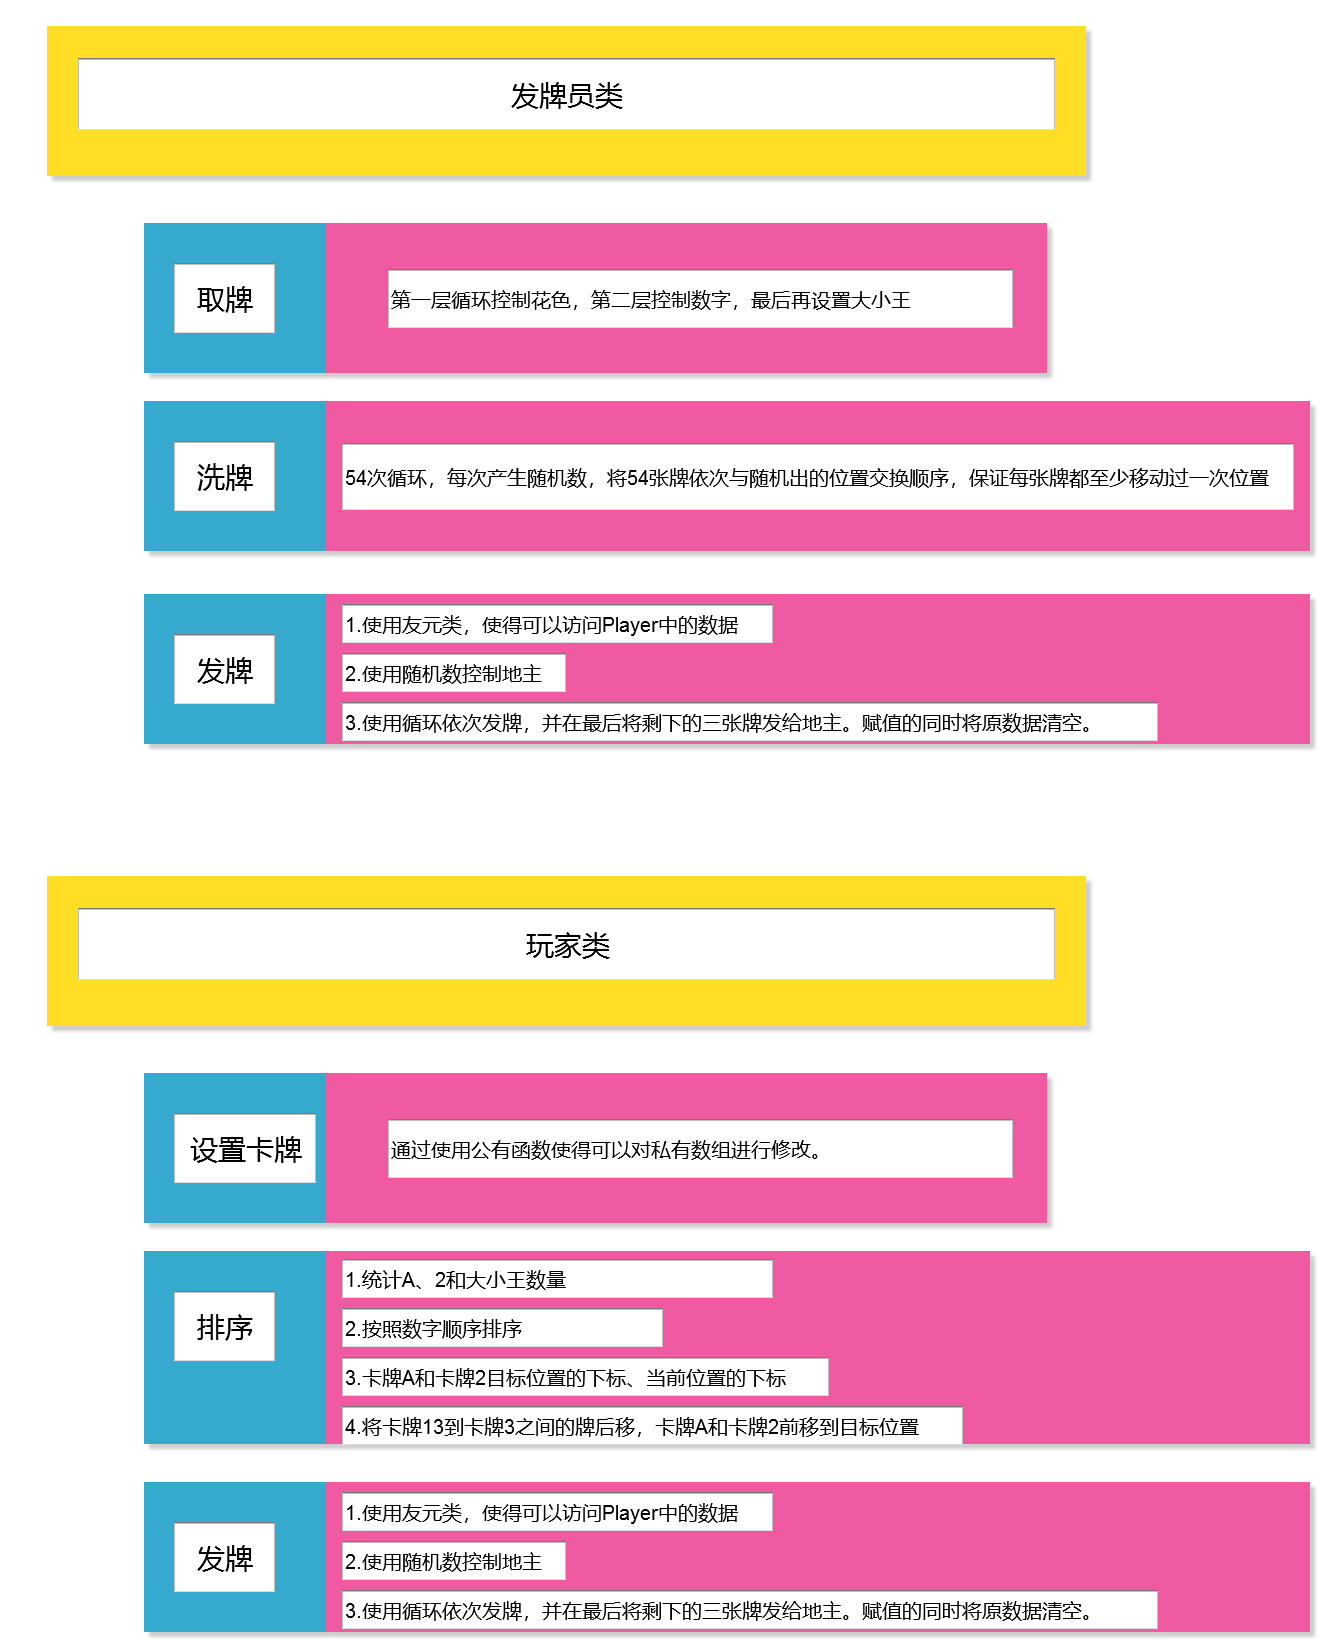 发牌员类
取牌
第一层循环控制花色，第二层控制数字，最后再设置大小王
洗牌
54次循环，每次产生随机数，将54张牌依次与随机出的位置交换顺序，保证每张牌都至少移动过一次位置
发牌
1.使用友元类，使得可以访问Player中的数据
2.使用随机数控制地主
3.使用循环依次发牌，并在最后将剩下的三张牌发给地主。赋值的同时将原数据清空。
玩家类
设置卡牌
通过使用公有函数使得可以对私有数组进行修改。
排序
1.统计A、2和大小王数量
2.按照数字顺序排序
3.卡牌A和卡牌2目标位置的下标、当前位置的下标
4.将卡牌13到卡牌3之间的牌后移，卡牌A和卡牌2前移到目标位置
发牌
1.使用友元类，使得可以访问Player中的数据
2.使用随机数控制地主
3.使用循环依次发牌，并在最后将剩下的三张牌发给地主。赋值的同时将原数据清空。